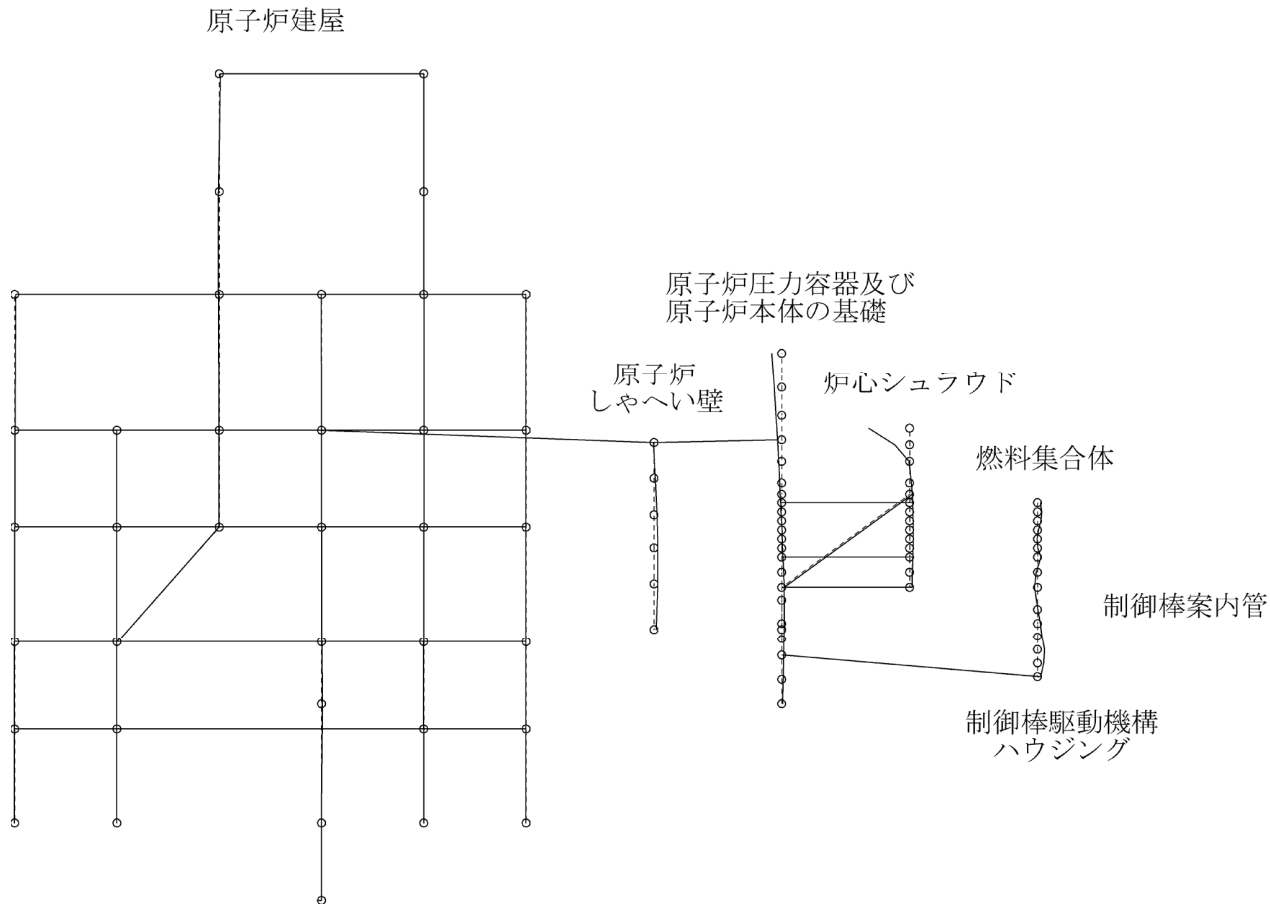 原子炉建屋
原子炉圧力容器及び
原子炉本体の基礎
原子炉
しゃへい壁
炉心シュラウド
燃料集合体
制御棒案内管
制御棒駆動機構
ハウジング